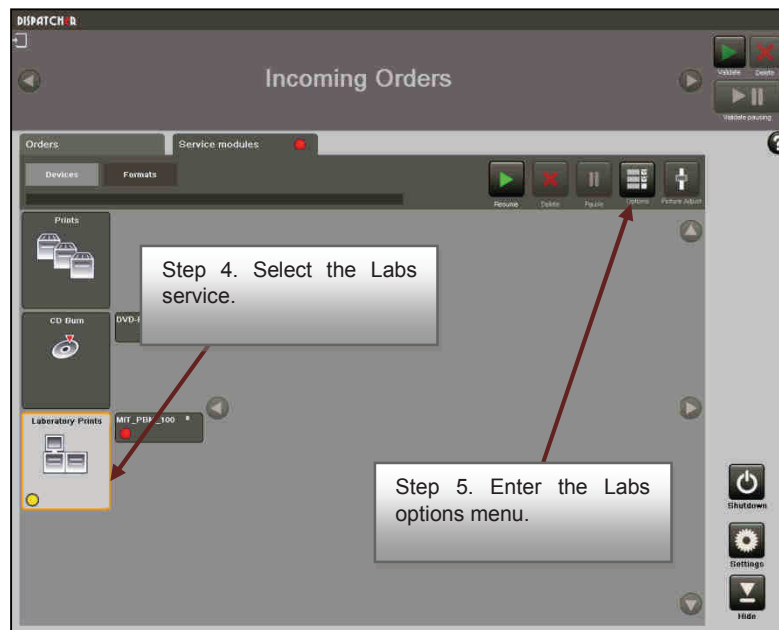 DISPATCHER
Incoming Orders
Validate
Delete
Validate pausing
Orders
Service modules
?
Devices
Formats
Resume
Delete
Pause
Options
Picture Adjust
Prints
Step 4. Select the Labs
service.
CD Burn
DVD-
Laboratory Prints
MIT_PBM_100
Step 5. Enter the Labs
options menu.
Shutdown
Settings
Hide